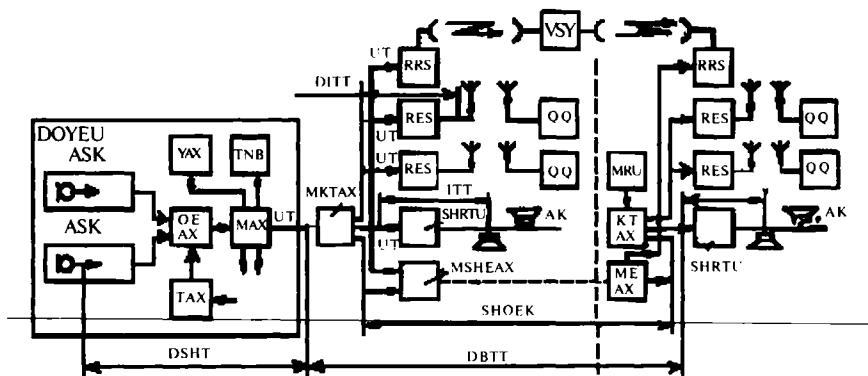 VSY
UT
RRS
RRS
DITT
RES
QQ
RES
QQ
DOYEU
UT
ASK
YAX
TNB
UT
RES
QQ
MRU
RES
QQ
MKTAX
ITT
OE
AX
MAX
UT
SHRTU
AK
KT
AX
AK
ASK
UT
SHRTU
MSHEAX
ME
AX
TAX
SHOEK
DSHT
DBTT